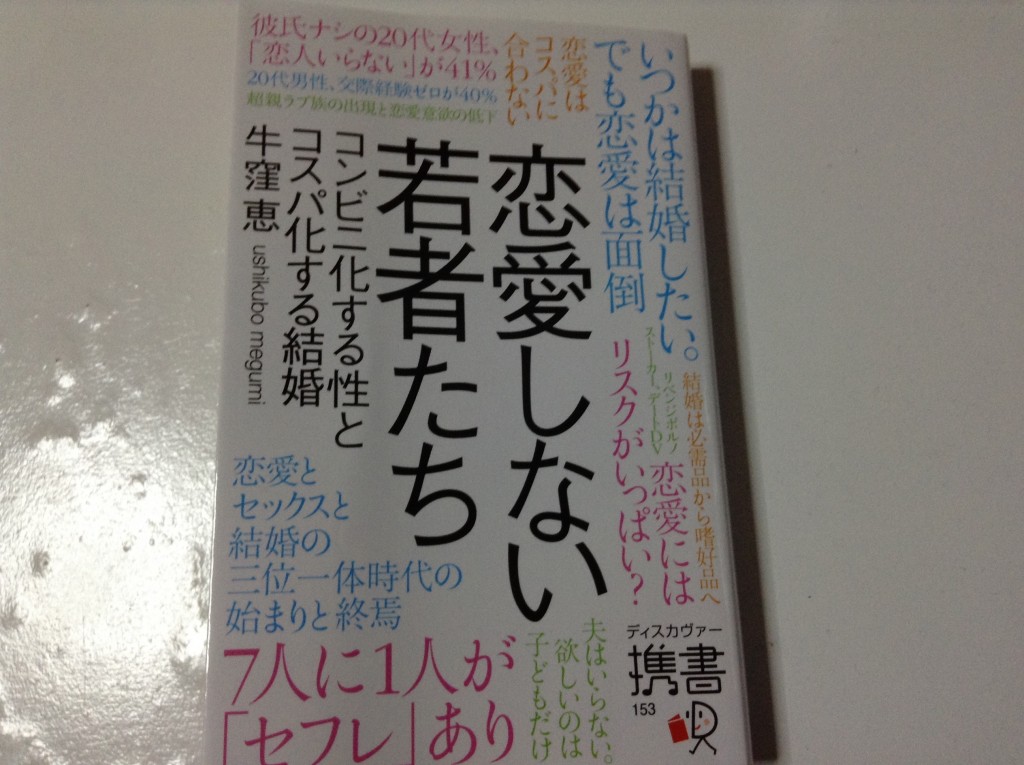 彼氏ナシの20代女性、
「恋人いらない」が41%
20代男性、交際経験ゼロが40%
超親ラブ族の出現と恋愛意欲の低下
恋愛は
コスパに
合わない
いつかは結婚したい。
でも恋愛は面倒
恋愛しない
若者たち
コンビニ化する性と
コスパ化する結婚
牛窪 恵
ushikubo megumi
結婚は必需品から嗜好品へ
リベンジポルノ
ストーカー、デートDV
恋愛には
リスクがいっぱい?
恋愛と
セックスと
結婚の
三位一体時代の
始まりと終焉
7人に1人が
「セフレ」あり
夫はいらない。
欲しいのは
子どもだけ
ディスカヴァー
携書
153